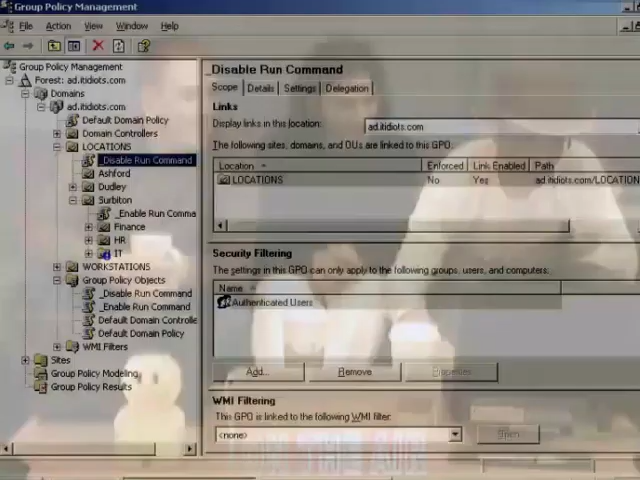 Group Policy Management
File Action View Window Help
Group Policy Management
Forest: ad.itidiots.com
Domains
ad.itidiots.com
Default Domain Policy
Domain Controllers
LOCATIONS
_Disable Run Command
Ashford
Dudley
Surbiton
_Enable Run Comma
Finance
HR
IT
WORKSTATIONS
Group Policy Objects
_Disable Run Command
_Enable Run Command
Default Domain Controlle
Default Domain Policy
WMI Filters
Sites
Group Policy Modeling
Group Policy Results
_Disable Run Command
Scope Details Settings Delegation
Links
Display links in this location: ad.itidiots.com
The following sites, domains, and OUs are linked to this GPO:
Location Enforced Link Enabled Path
LOCATIONS No Yes ad.itidiots.com/LOCATION
Security Filtering
The settings in this GPO can only apply to the following groups, users, and computers:
Name
Authenticated Users
Add... Remove Properties
WMI Filtering
This GPO is linked to the following WMI filter:
<none> Open